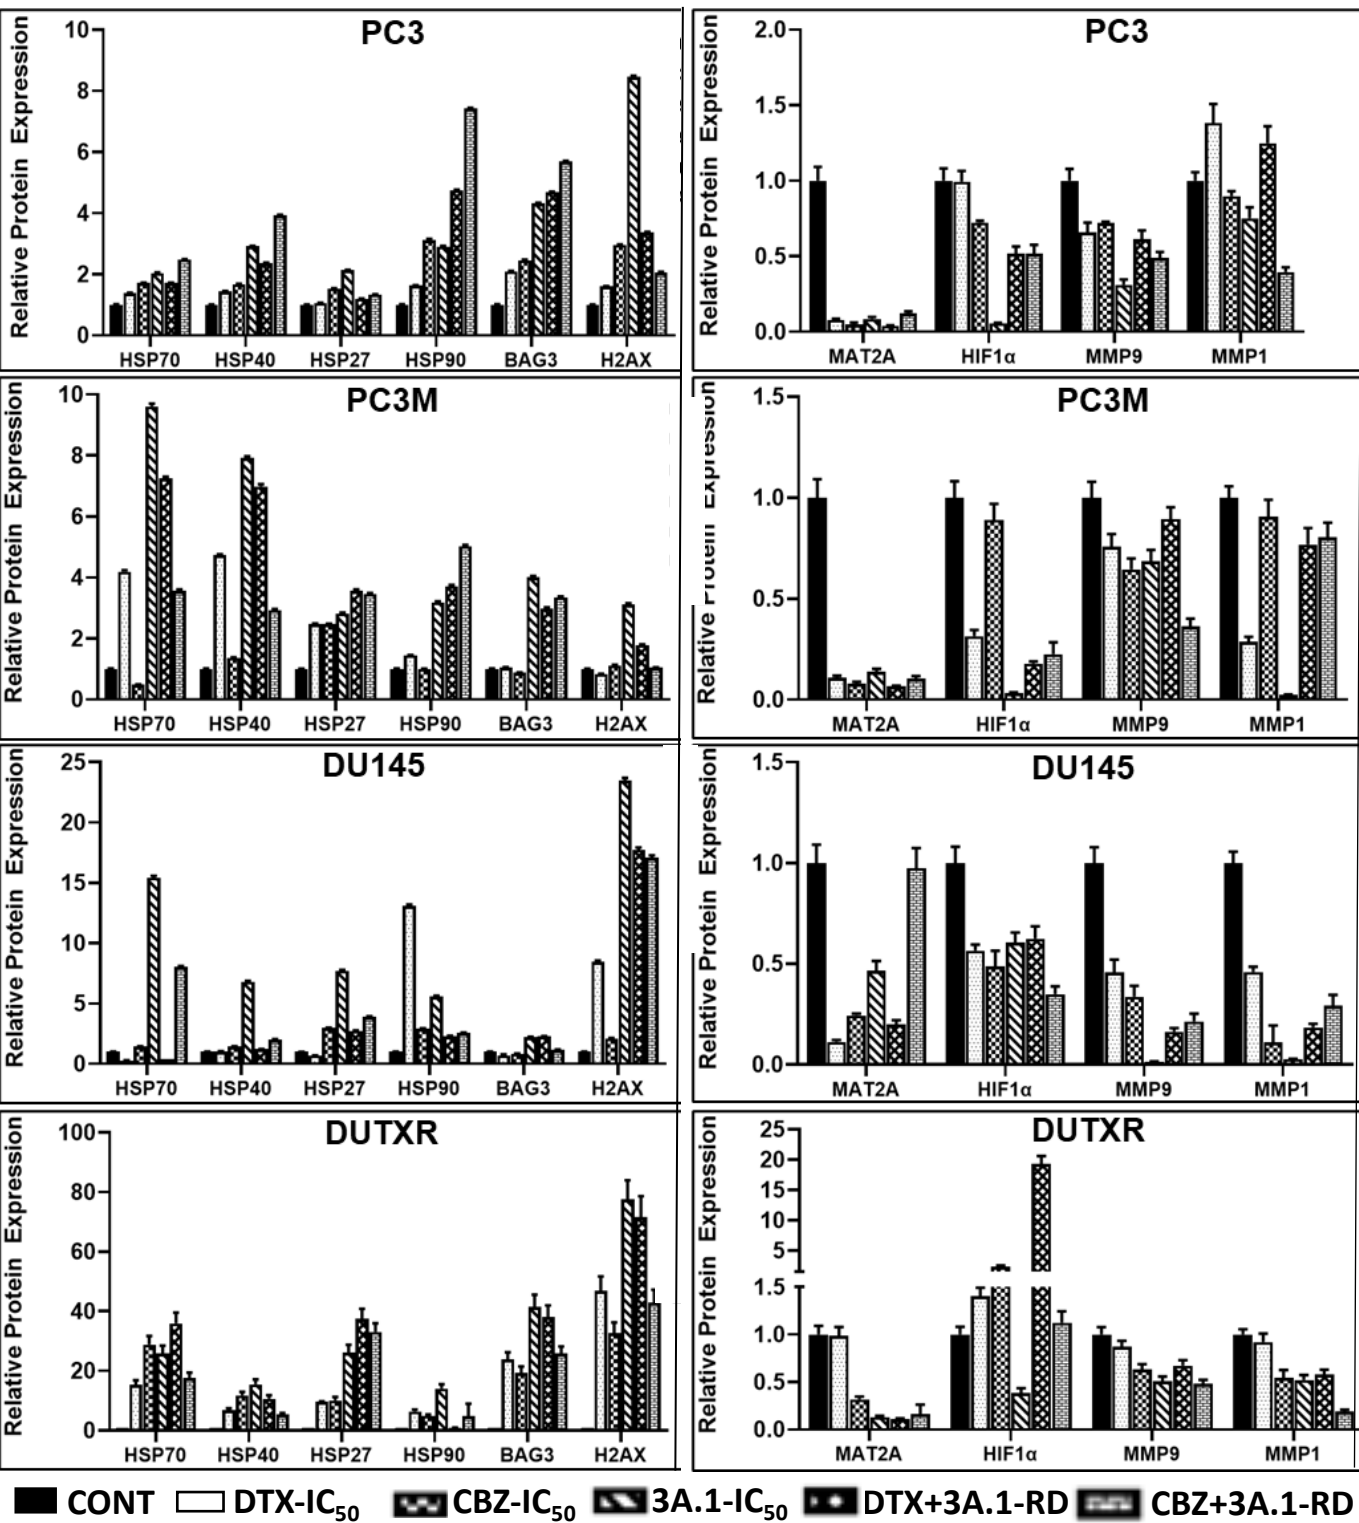 PC3
Relative Protein Expression
10
8
6
4
2
0
HSP70 HSP40 HSP27 HSP90 BAG3 H2AX
PC3
Relative Protein Expression
2.0
1.5
1.0
0.5
0.0
MAT2A HIF1α MMP9 MMP1
PC3M
Relative Protein Expression
10
8
6
4
2
0
HSP70 HSP40 HSP27 HSP90 BAG3 H2AX
PC3M
Relative Protein Expression
1.5
1.0
0.5
0.0
MAT2A HIF1α MMP9 MMP1
DU145
Relative Protein Expression
25
20
15
10
5
0
HSP70 HSP40 HSP27 HSP90 BAG3 H2AX
DU145
Relative Protein Expression
1.5
1.0
0.5
0.0
MAT2A HIF1α MMP9 MMP1
DUTXR
Relative Protein Expression
100
80
60
40
20
0
HSP70 HSP40 HSP27 HSP90 BAG3 H2AX
DUTXR
Relative Protein Expression
25
20
15
10
5
1.5
1.0
0.5
0.0
MAT2A HIF1α MMP9 MMP1
CONT DTX-IC50 CBZ-IC50 3A.1-IC50 DTX+3A.1-RD CBZ+3A.1-RD